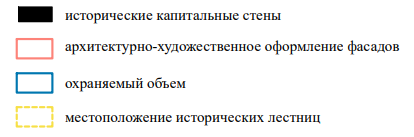 исторические капитальные стены
архитектурно-художественное оформление фасадов
охраняемый объем
местоположение исторических лестниц